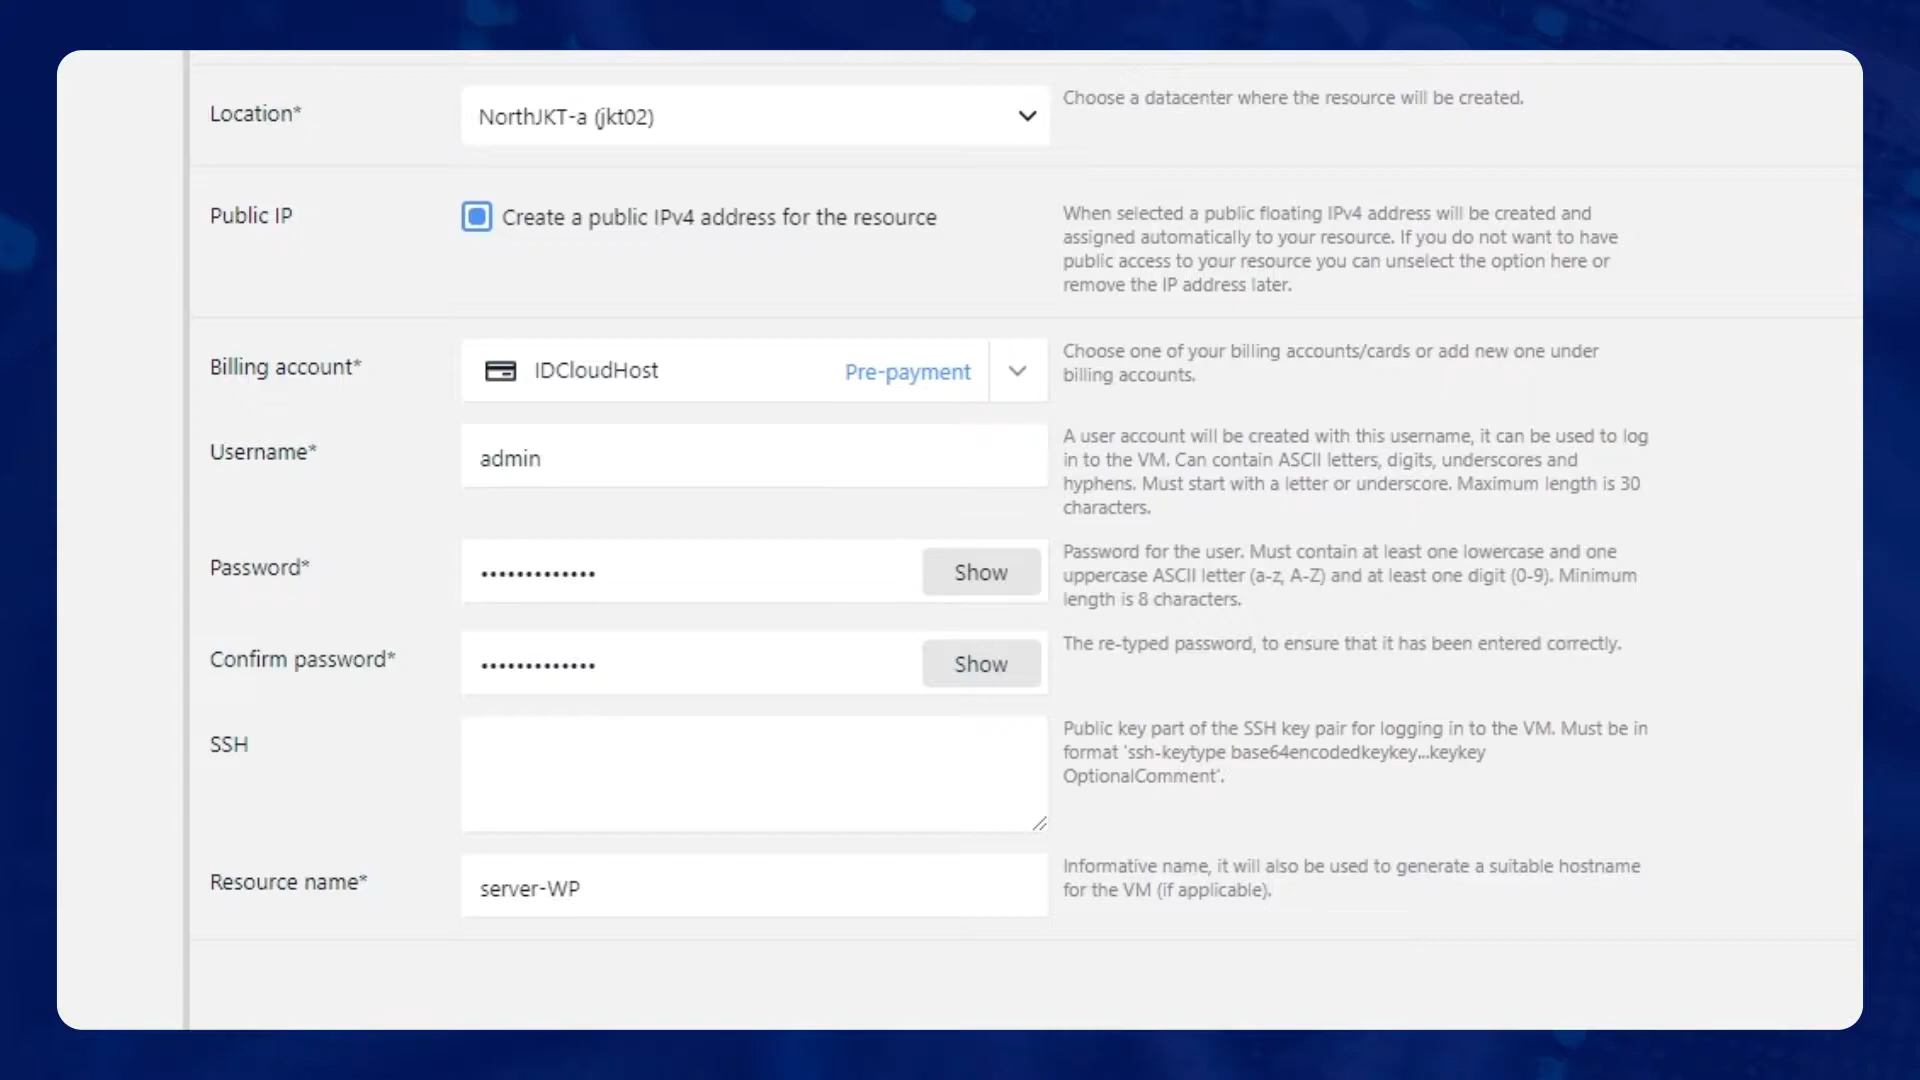 Location*
NorthJKT-a (jkt02)
Choose a datacenter where the resource will be created.
Public IP
Create a public IPv4 address for the resource
When selected a public floating IPv4 address will be created and
assigned automatically to your resource. If you do not want to have
public access to your resource you can unselect the option here or
remove the IP address later.
Billing account*
IDCloudHost
Pre-payment
Choose one of your billing accounts/cards or add new one under
billing accounts.
Username*
admin
A user account will be created with this username, it can be used to log
in to the VM. Can contain ASCII letters, digits, underscores and
hyphens. Must start with a letter or underscore. Maximum length is 30
characters.
Password*
•••••••••••••
Show
Password for the user. Must contain at least one lowercase and one
uppercase ASCII letter (a-z, A-Z) and at least one digit (0-9). Minimum
length is 8 characters.
Confirm password*
•••••••••••••
Show
The re-typed password, to ensure that it has been entered correctly.
SSH
Public key part of the SSH key pair for logging in to the VM. Must be in
format 'ssh-keytype base64encodedkeykey...keykey
OptionalComment'.
Resource name*
server-WP
Informative name, it will also be used to generate a suitable hostname
for the VM (if applicable).